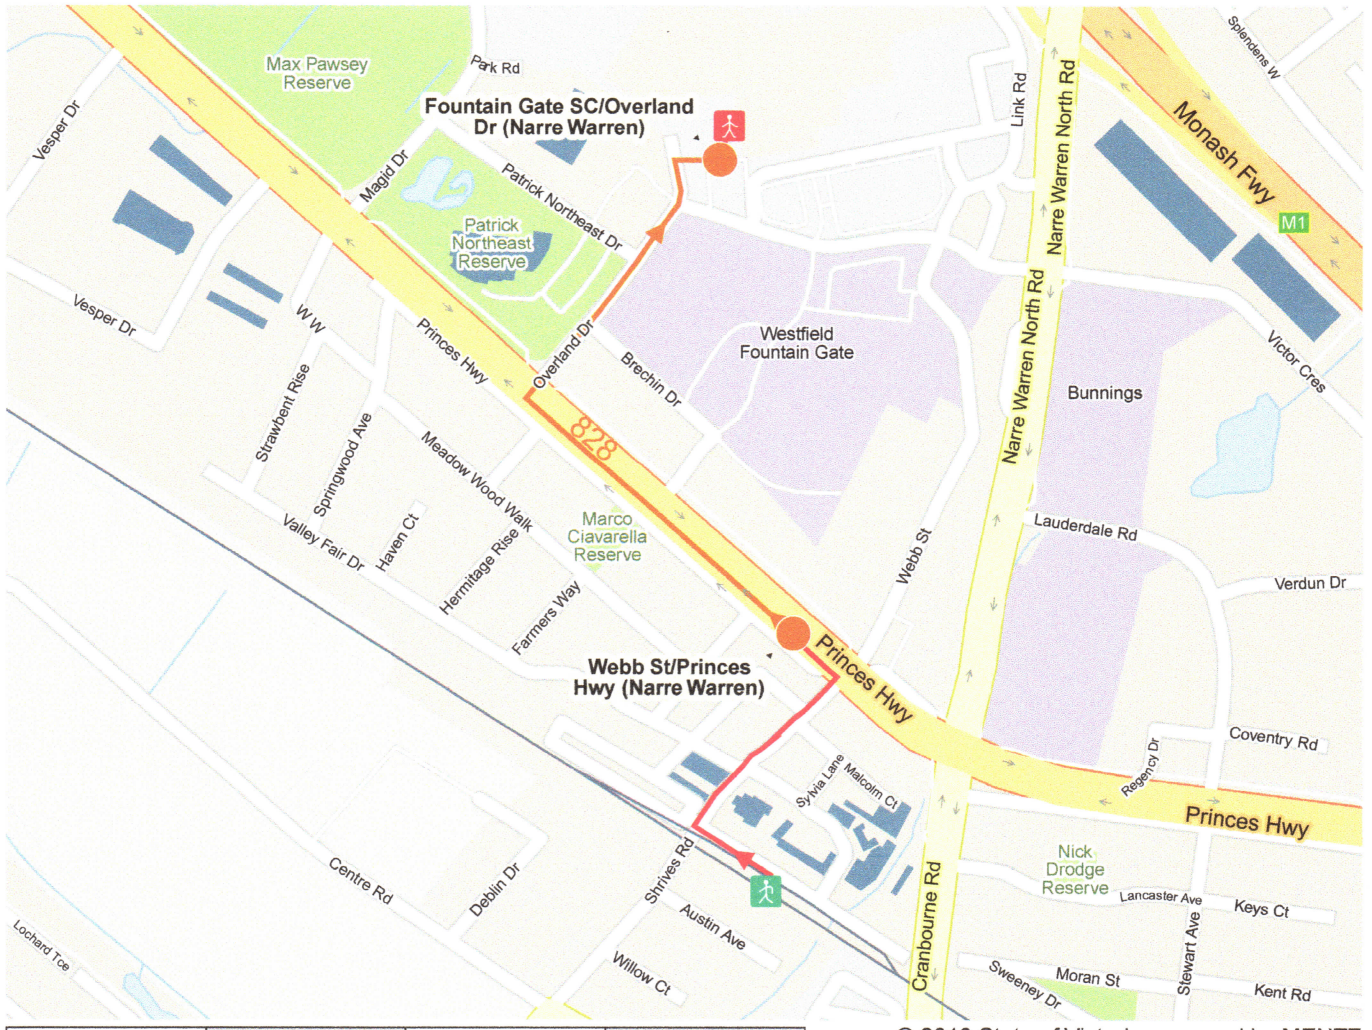 Splendens W
Max Pawsey
Reserve
Park Rd
Link Rd
Narre Warren North Rd
Monash Fwy
M1
Vesper Dr
Fountain Gate SC/Overland
Dr (Narre Warren)
Magid Dr
Patrick Northeast Dr
Patrick
Northeast
Reserve
Vesper Dr
W W
Princes Hwy
Overland Dr
Brechin Dr
Westfield
Fountain Gate
Narre Warren North Rd
Bunnings
Victor Cres
Strawbent Rise
Springwood Ave
828
Meadow Wood Walk
Valley Fair Dr
Haven Ct
Hermitage Rise
Farmers Way
Marco
Ciavarella
Reserve
Webb St
Lauderdale Rd
Verdun Dr
Webb St/Princes
Hwy (Narre Warren)
Princes Hwy
Coventry Rd
Regency Dr
Sylvia Lane
Malcolm Ct
Princes Hwy
Nick
Drodge
Reserve
Centre Rd
Deblin Dr
Shrives Rd
Austin Ave
Willow Ct
Lochard Tce
Cranbourne Rd
Lancaster Ave
Keys Ct
Stewart Ave
Sweeney Dr
Moran St
Kent Rd